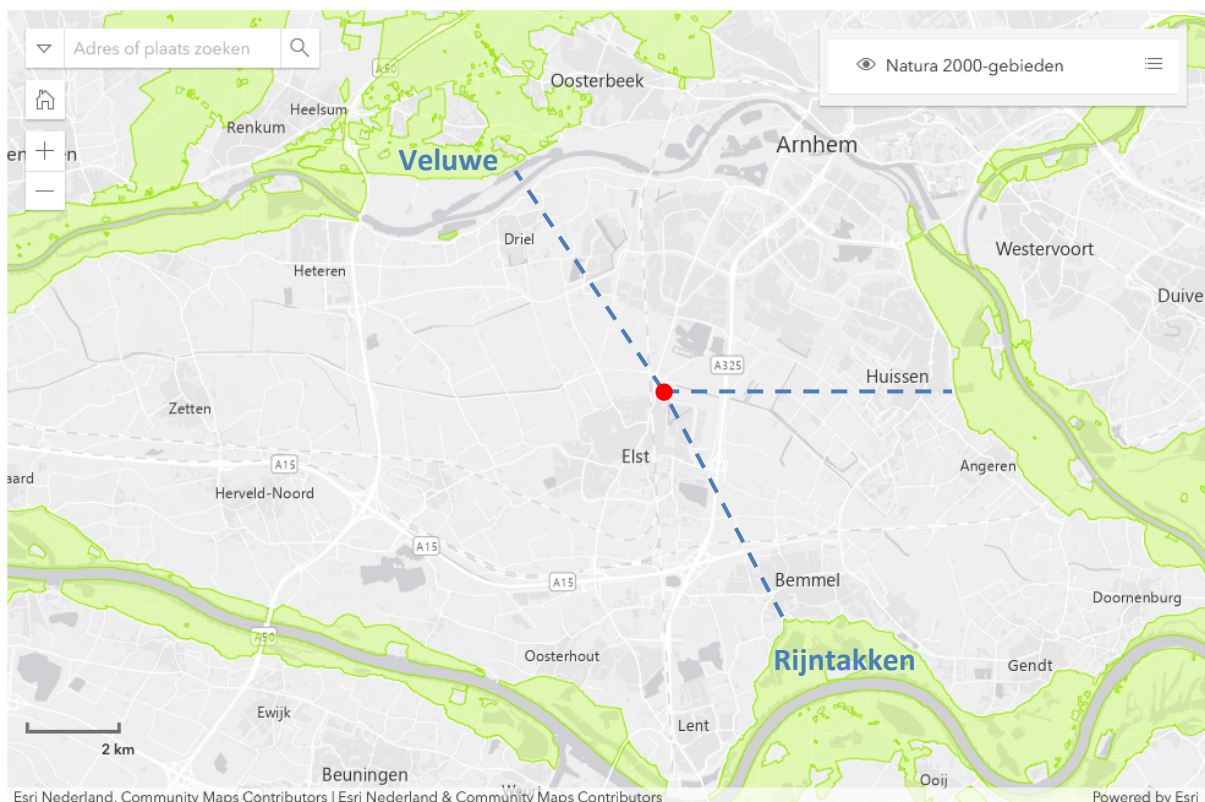 Adres of plaats zoeken
Natura 2000-gebieden
A50
Oosterbeek
Heelsum
Renkum
Arnhem
Veluwe
Driel
Westervoort
Heteren
Duive
A325
Huissen
Zetten
Elst
A15
Angeren
aard
Herveld-Noord
A15
A15
Bemmel
Doornenburg
A50
Oosterhout
Rijntakken
Gendt
Ewijk
Lent
2 km
Beuningen
Ooij
Weurt
Esri Nederland, Community Maps Contributors | Esri Nederland & Community Maps Contributors
Powered by Esri